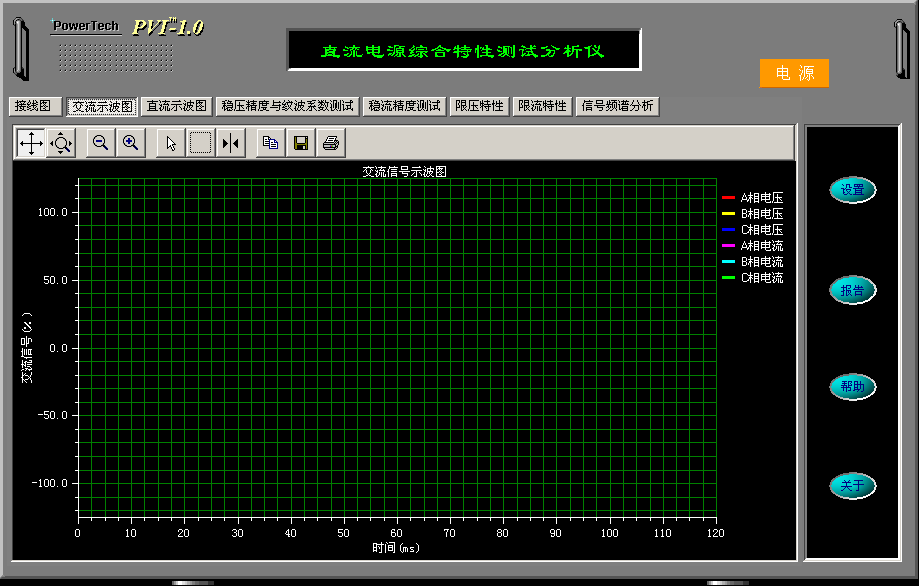 PowerTech PVT™-1.0
直流电源综合特性测试分析仪
电 源
接线图 交流示波图 直流示波图 稳压精度与纹波系数测试 稳流精度测试 限压特性 限流特性 信号频谱分析
交流信号示波图
100.0
50.0
0.0
-50.0
-100.0
交流信号(%)
0 10 20 30 40 50 60 70 80 90 100 110 120
时间(ms)
A相电压
B相电压
C相电压
A相电流
B相电流
C相电流
设置
报告
帮助
关于